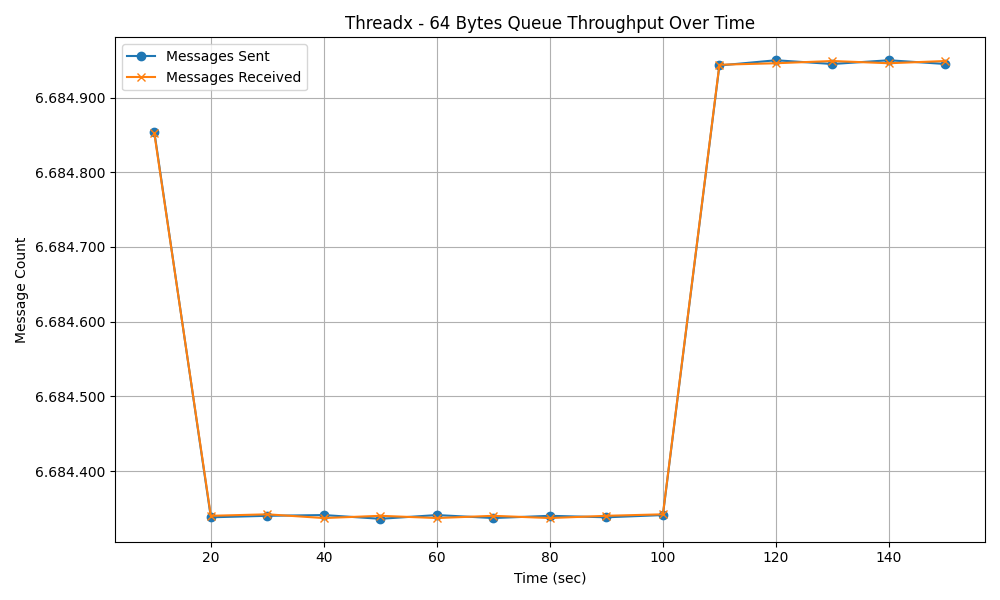 Threadx - 64 Bytes Queue Throughput Over Time
Messages Sent
Messages Received
6.684.900
6.684.800
6.684.700
6.684.600
6.684.500
6.684.400
Message Count
20 40 60 80 100 120 140
Time (sec)